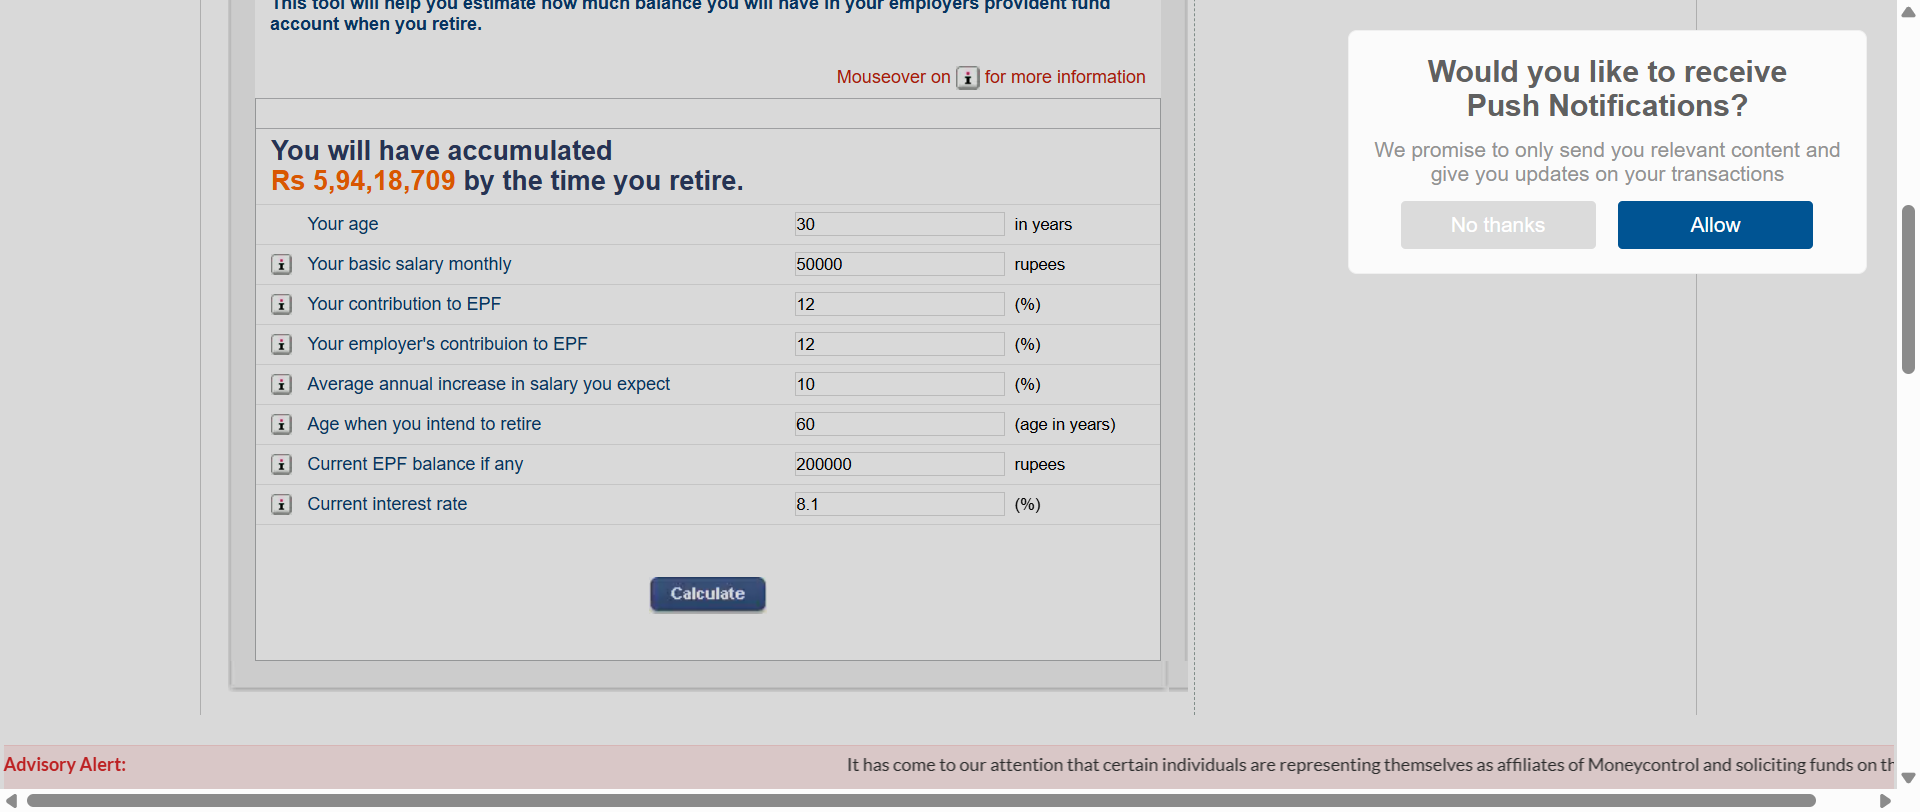 This tool will help you estimate how much balance you will have in your employers provident fund
account when you retire.
Mouseover on i for more information
You will have accumulated
Rs 5,94,18,709 by the time you retire.
Your age 30 in years
i Your basic salary monthly 50000 rupees
i Your contribution to EPF 12 (%)
i Your employer's contribuion to EPF 12 (%)
i Average annual increase in salary you expect 10 (%)
i Age when you intend to retire 60 (age in years)
i Current EPF balance if any 200000 rupees
i Current interest rate 8.1 (%)
Calculate
Would you like to receive
Push Notifications?
We promise to only send you relevant content and
give you updates on your transactions
No thanks Allow
Advisory Alert: It has come to our attention that certain individuals are representing themselves as affiliates of Moneycontrol and soliciting funds on